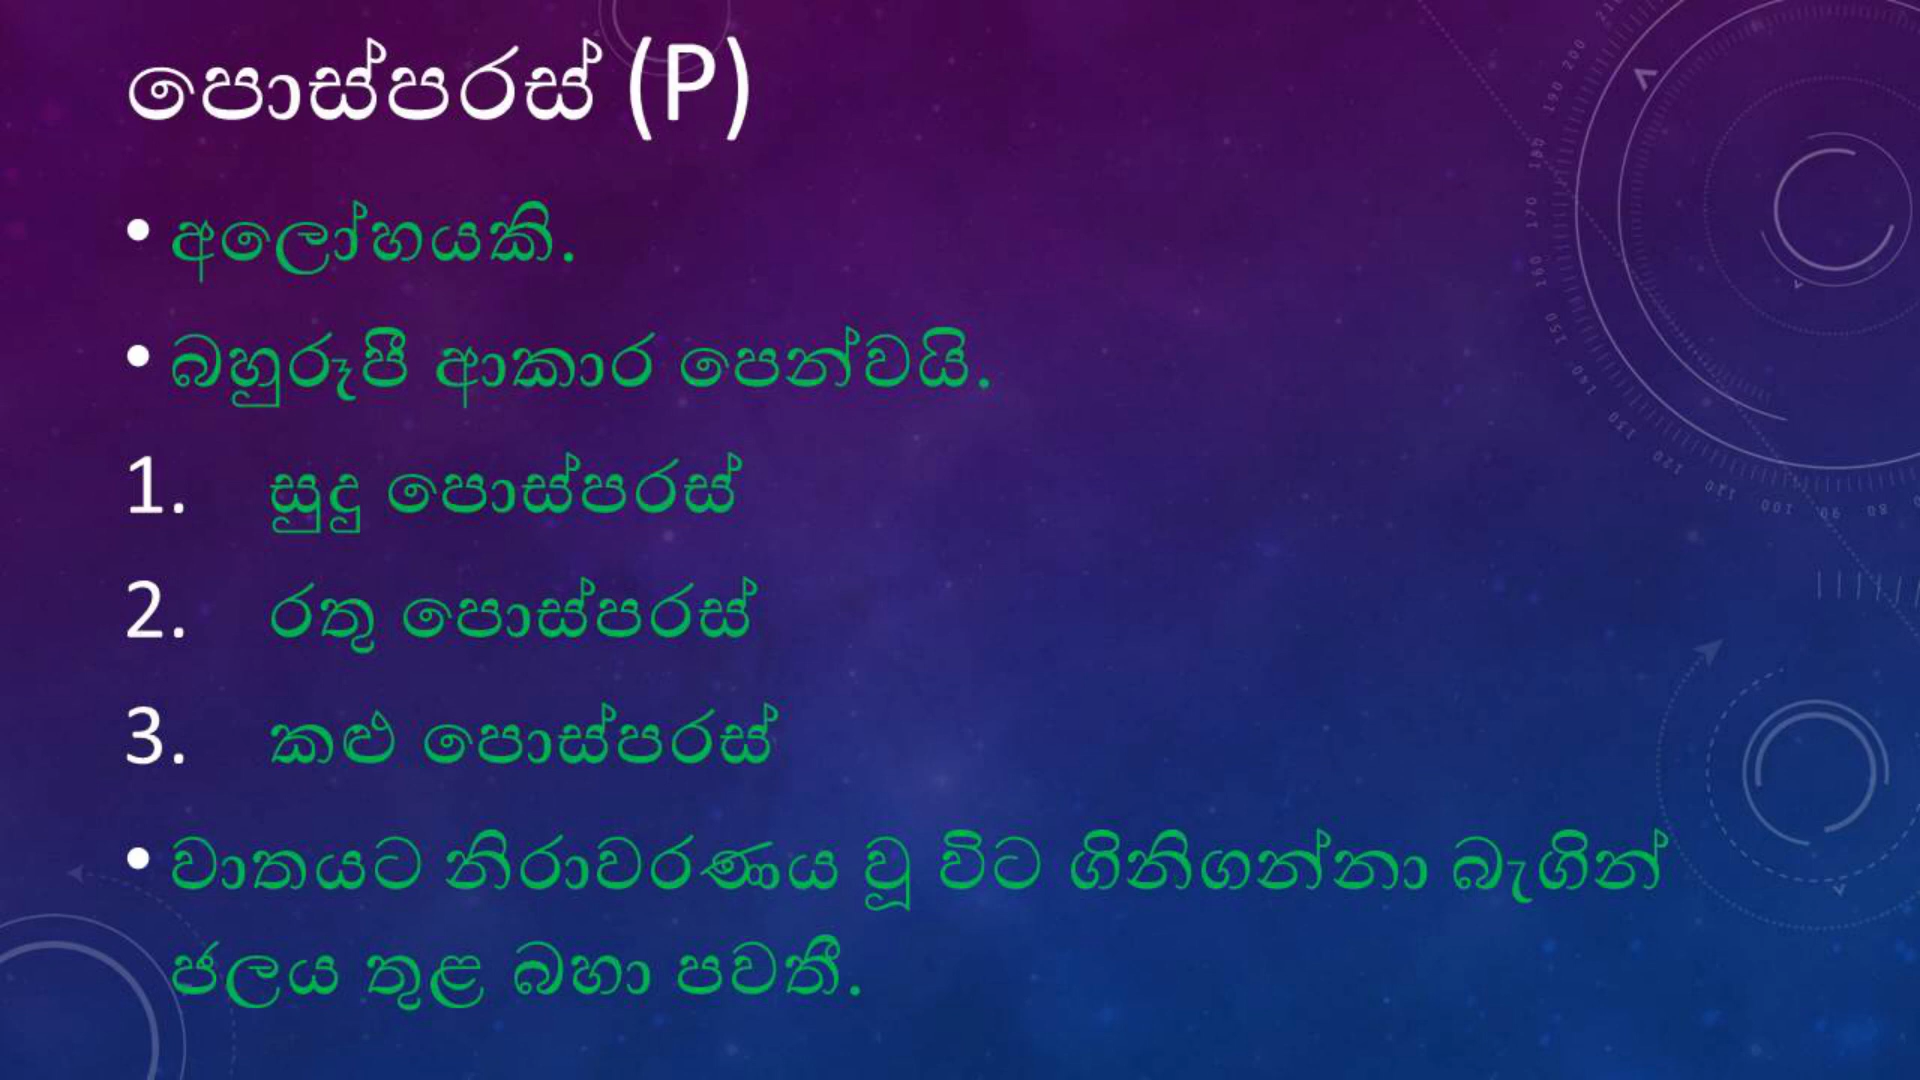 පොස්පරස් (P)
• අලෝහයකි.
• බහුරූපී ආකාර පෙන්වයි.
1. සුදු පොස්පරස්
2. රතු පොස්පරස්
3. කළු පොස්පරස්
• වාතයට නිරාවරණය වූ විට ගිනිගන්නා බැගින්
ජලය තුළ බහා පවතී.